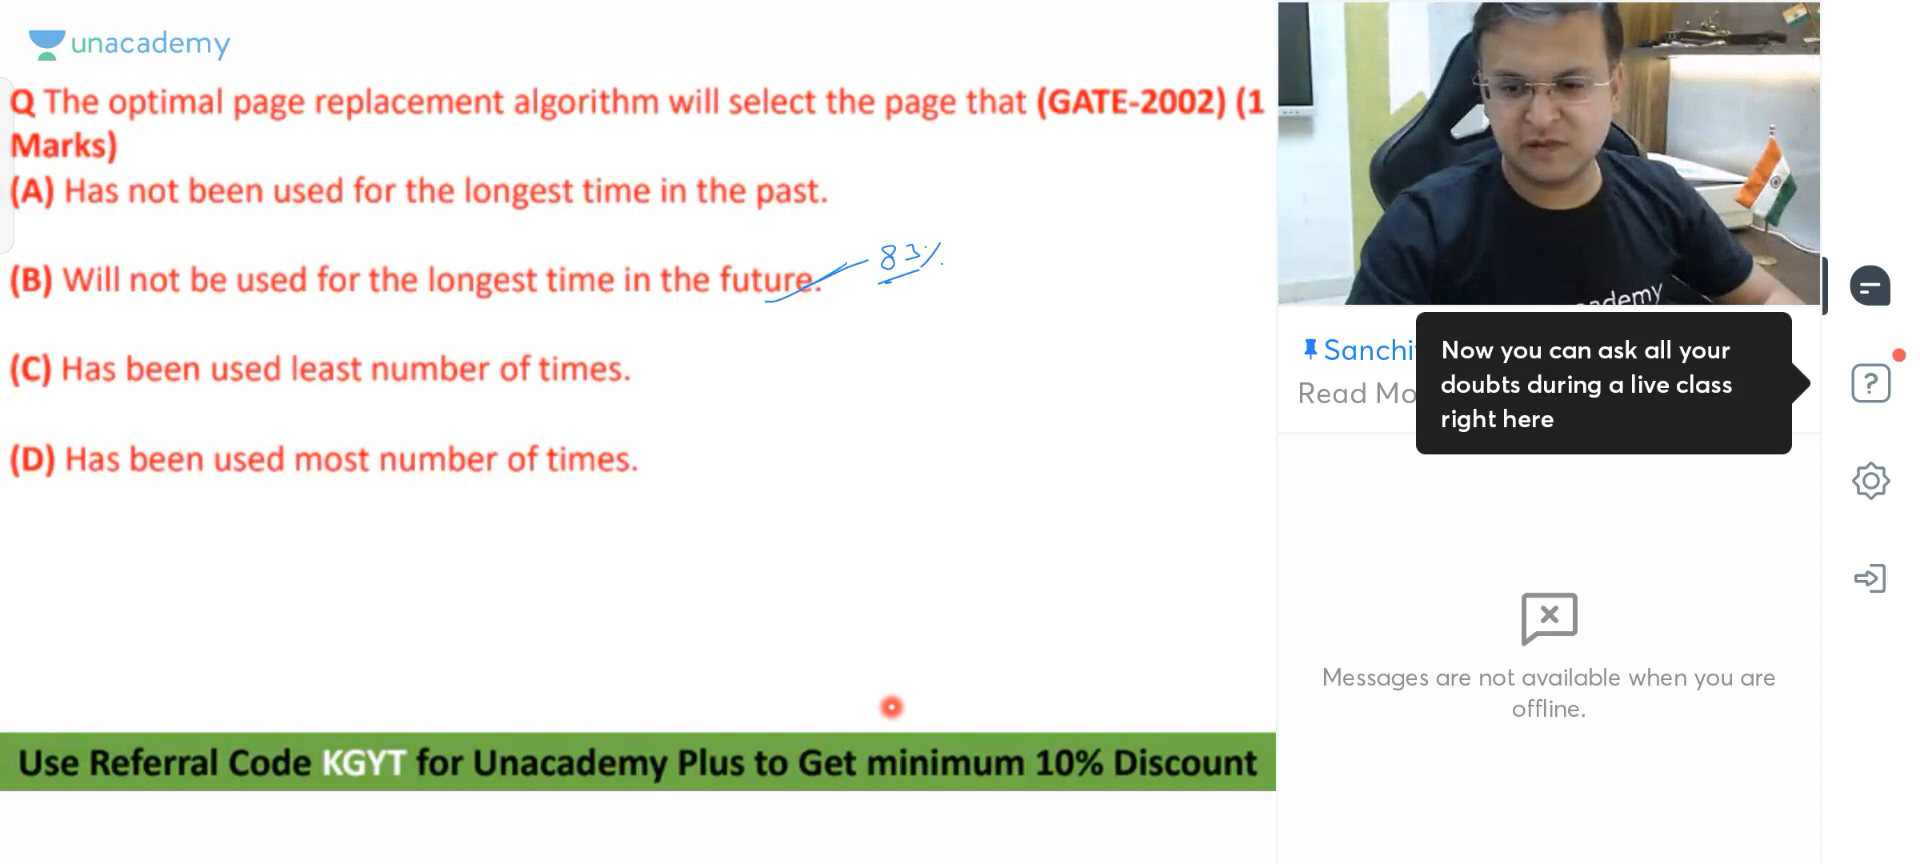 unacademy
Q The optimal page replacement algorithm will select the page that (GATE-2002) (1
Marks)
(A) Has not been used for the longest time in the past.
(B) Will not be used for the longest time in the future.
83%.
(C) Has been used least number of times.
(D) Has been used most number of times.
Use Referral Code KGYT for Unacademy Plus to Get minimum 10% Discount
ademy
Sanchi
Read Mo
Now you can ask all your
doubts during a live class
right here
?
Messages are not available when you are
offline.